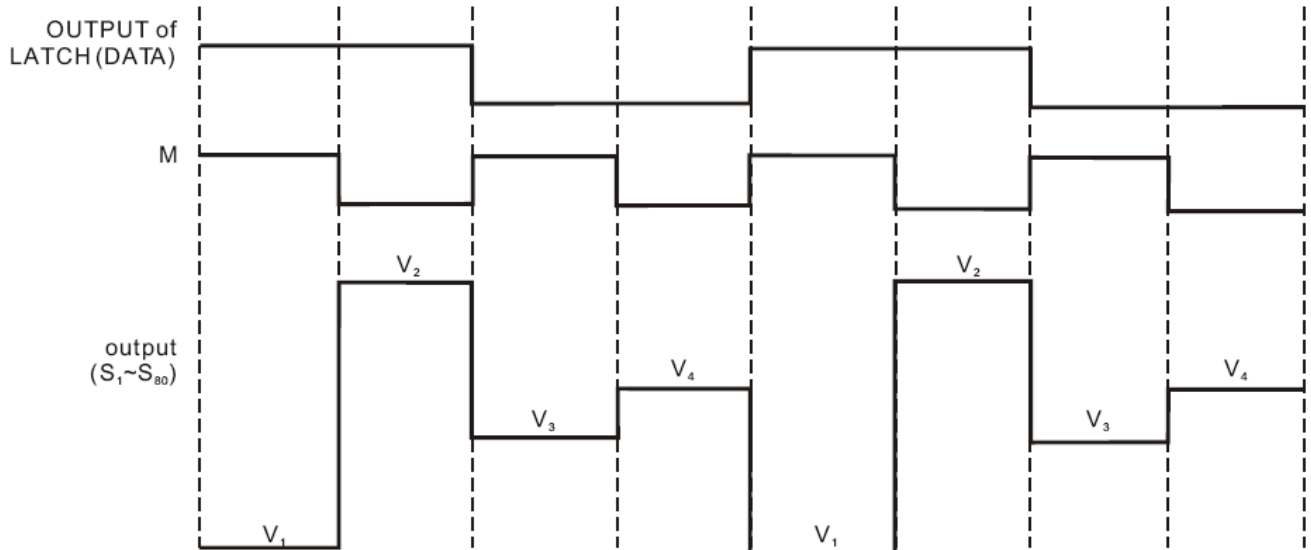 OUTPUT of
LATCH (DATA)
M
V₂ V₂
output
(S₁~S₈₀)
V₄ V₄
V₃ V₃
V₁ V₁